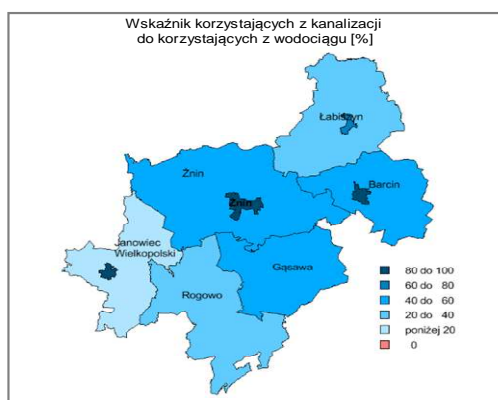 Wskaźnik korzystających z kanalizacji
do korzystających z wodociągu [%]
Łabiszyn
Żnin
Barcin
Żnin
Janowiec
Wielkopolski
Gąsawa
Rogowo
80 do 100
60 do 80
40 do 60
20 do 40
poniżej 20
0